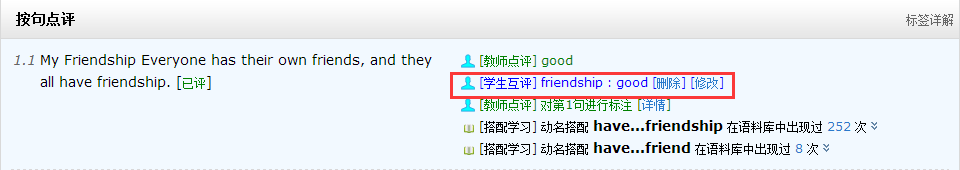 按句点评
标签详解
1.1 My Friendship Everyone has their own friends, and they
all have friendship. [已评]
[教师点评] good
[学生互评] friendship : good [删除] [修改]
[教师点评] 对第1句进行标注 [详情]
[搭配学习] 动名搭配 have...friendship 在语料库中出现过 252 次
[搭配学习] 动名搭配 have...friend 在语料库中出现过 8 次